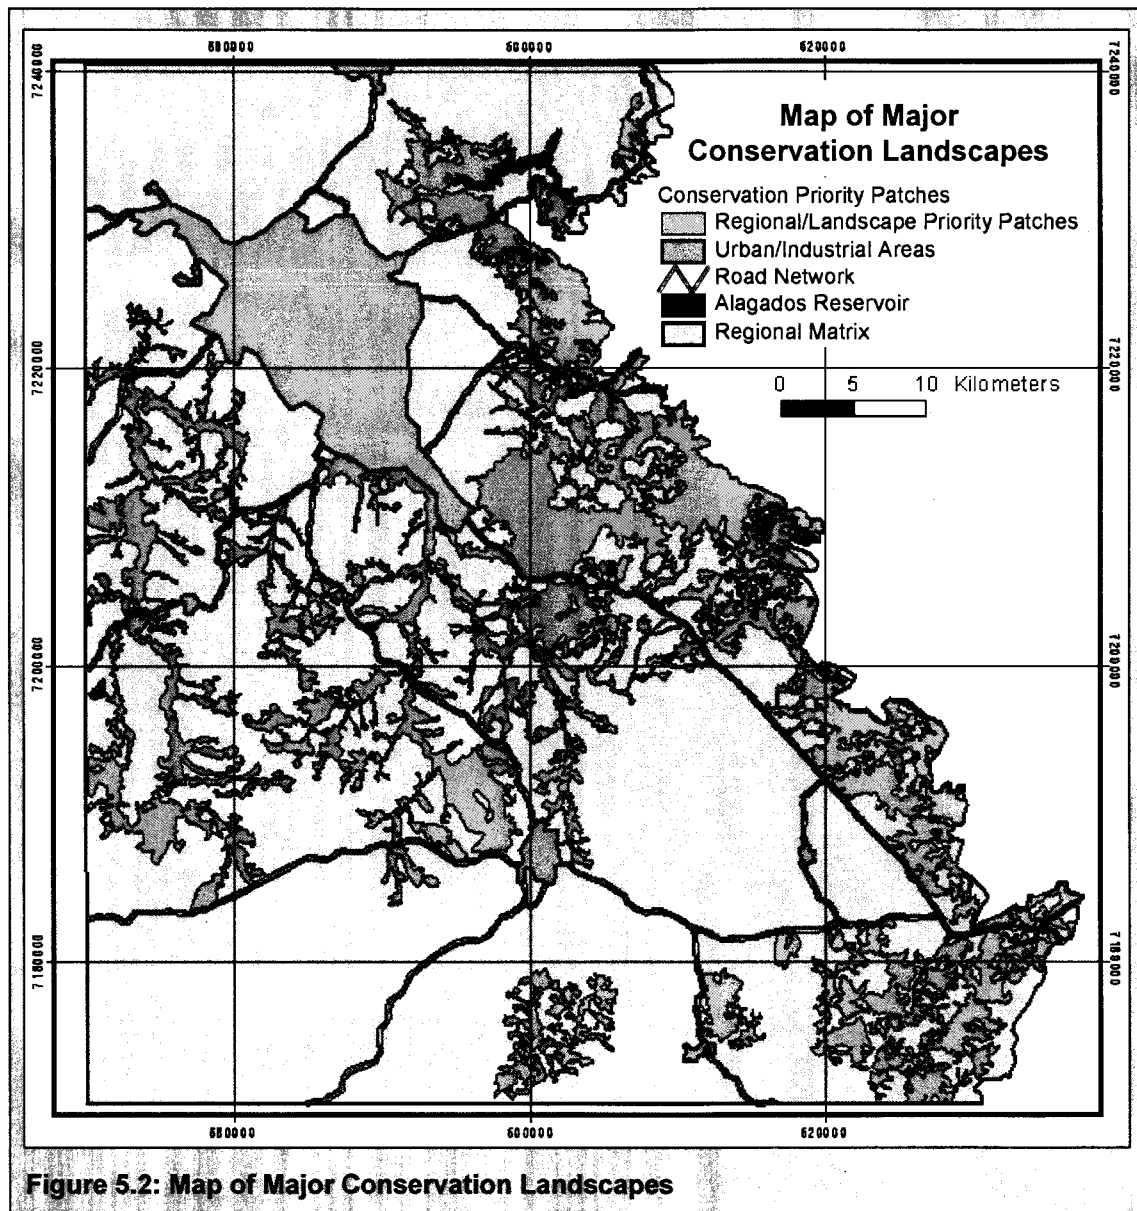 580000 600000 620000
7240000
7240000
Map of Major
Conservation Landscapes
Conservation Priority Patches
Regional/Landscape Priority Patches
Urban/Industrial Areas
Road Network
Alagados Reservoir
Regional Matrix
0 5 10 Kilometers
7220000
7220000
7200000
7200000
7180000
7180000
580000 600000 620000
Figure 5.2: Map of Major Conservation Landscapes